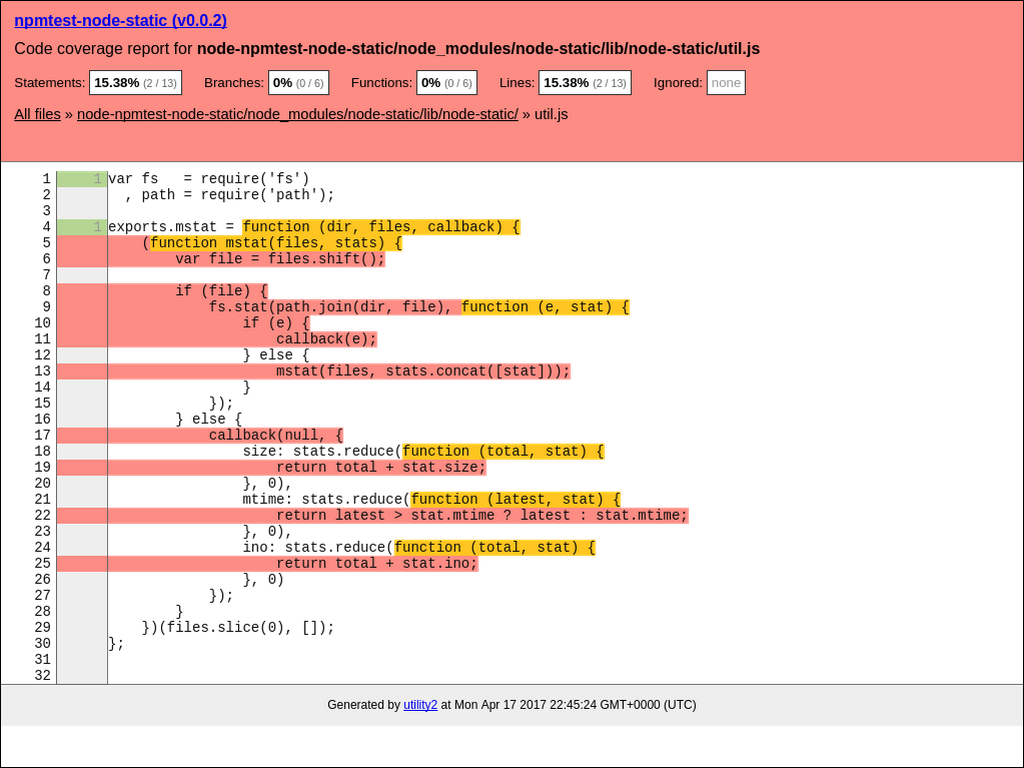 npmtest-node-static (v0.0.2)
Code coverage report for node-npmtest-node-static/node_modules/node-static/lib/node-static/util.js
Statements: 15.38% (2 / 13) Branches: 0% (0 / 6) Functions: 0% (0 / 6) Lines: 15.38% (2 / 13) Ignored: none
All files » node-npmtest-node-static/node_modules/node-static/lib/node-static/ » util.js
1 1 var fs   = require('fs')
2   , path = require('path');
3
4 1 exports.mstat = function (dir, files, callback) {
5     (function mstat(files, stats) {
6         var file = files.shift();
7
8         if (file) {
9             fs.stat(path.join(dir, file), function (e, stat) {
10                 if (e) {
11                     callback(e);
12                 } else {
13                     mstat(files, stats.concat([stat]));
14                 }
15             });
16         } else {
17             callback(null, {
18                 size: stats.reduce(function (total, stat) {
19                     return total + stat.size;
20                 }, 0),
21                 mtime: stats.reduce(function (latest, stat) {
22                     return latest > stat.mtime ? latest : stat.mtime;
23                 }, 0),
24                 ino: stats.reduce(function (total, stat) {
25                     return total + stat.ino;
26                 }, 0)
27             });
28         }
29     })(files.slice(0), []);
30 };
31
32
Generated by utility2 at Mon Apr 17 2017 22:45:24 GMT+0000 (UTC)